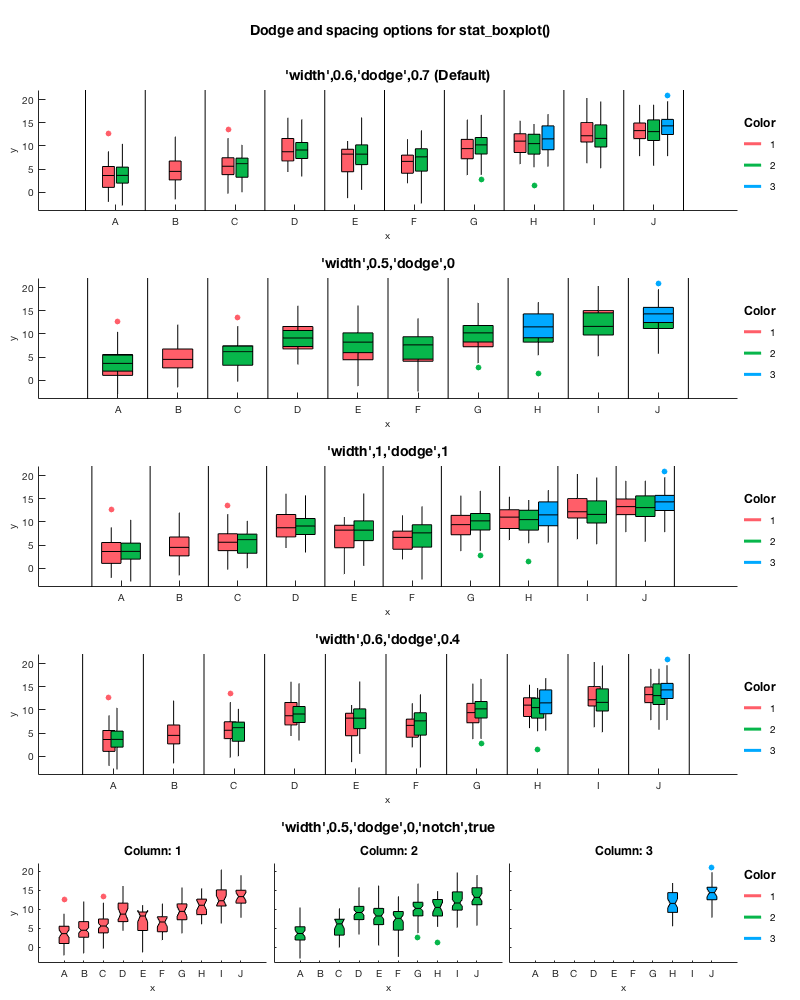 Dodge and spacing options for stat_boxplot()
'width',0.6,'dodge',0.7 (Default)
20
15
10
5
0
y
A B C D E F G H I J
x
Color
1
2
3
'width',0.5,'dodge',0
20
15
10
5
0
y
A B C D E F G H I J
x
Color
1
2
3
'width',1,'dodge',1
20
15
10
5
0
y
A B C D E F G H I J
x
Color
1
2
3
'width',0.6,'dodge',0.4
20
15
10
5
0
y
A B C D E F G H I J
x
Color
1
2
3
'width',0.5,'dodge',0,'notch',true
Column: 1
Column: 2
Column: 3
20
15
10
5
0
y
A B C D E F G H I J
x
A B C D E F G H I J
x
A B C D E F G H I J
x
Color
1
2
3